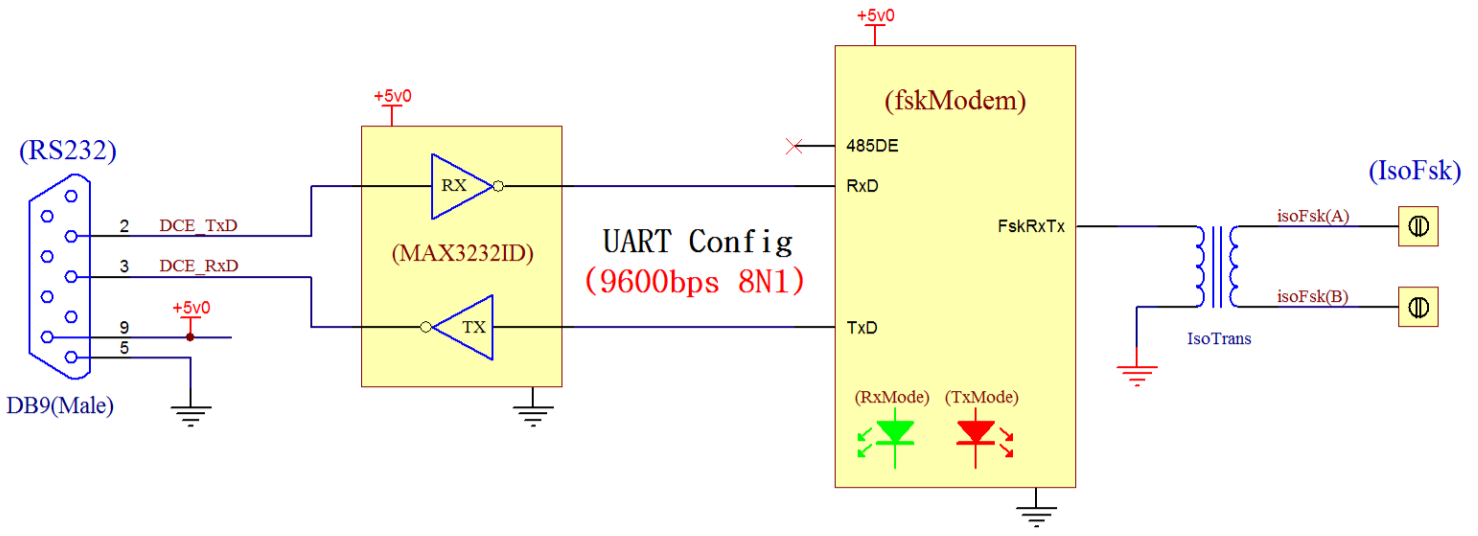 +5v0
(fskModem)
+5v0
485DE
(RS232)
RX
RxD
(IsoFsk)
2
DCE_TxD
FskRxTx
isoFsk(A)
(MAX3232ID)
UART Config
3
DCE_RxD
(9600bps 8N1)
isoFsk(B)
+5v0
9
TX
TxD
IsoTrans
5
DB9(Male)
(RxMode)
(TxMode)